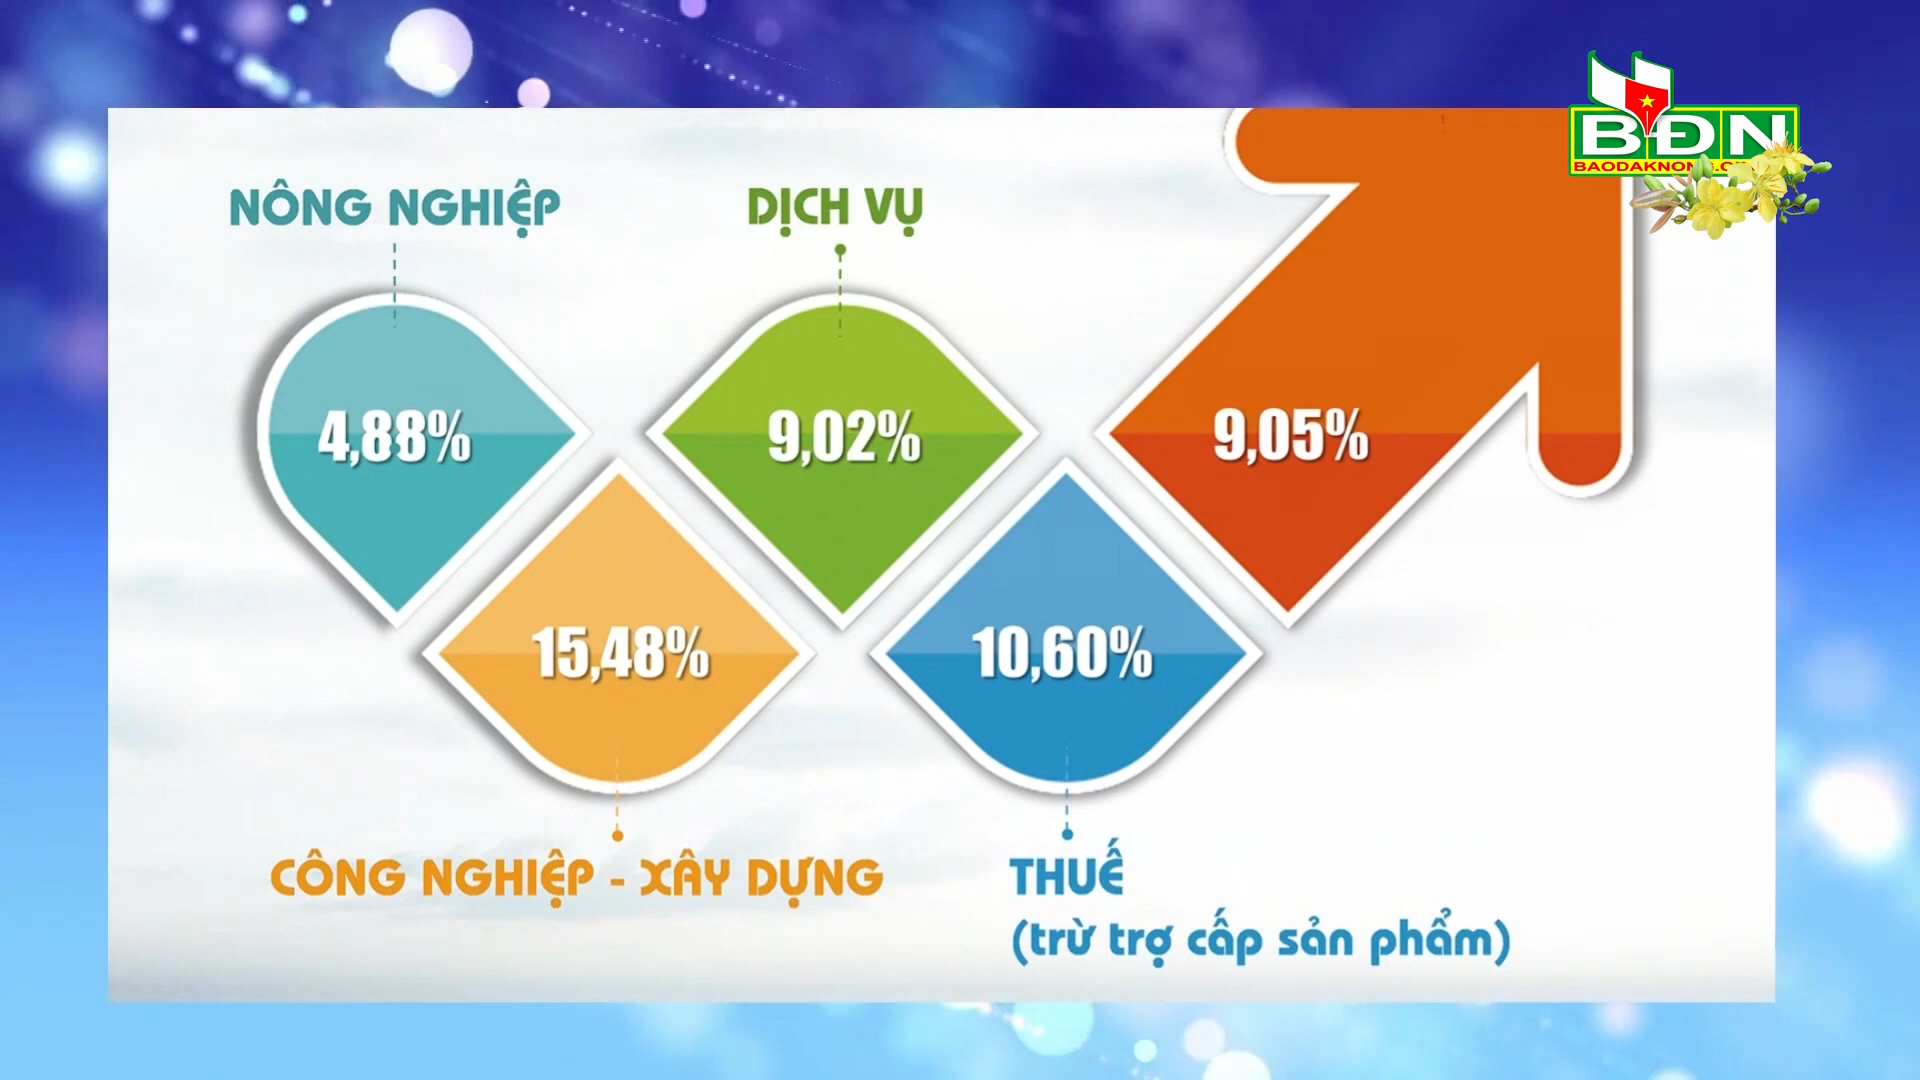 BĐN
NÔNG NGHIỆP
DỊCH VỤ
4,88%
9,02%
9,05%
15,48%
10,60%
CÔNG NGHIỆP - XÂY DỰNG
THUẾ
(trừ trợ cấp sản phẩm)